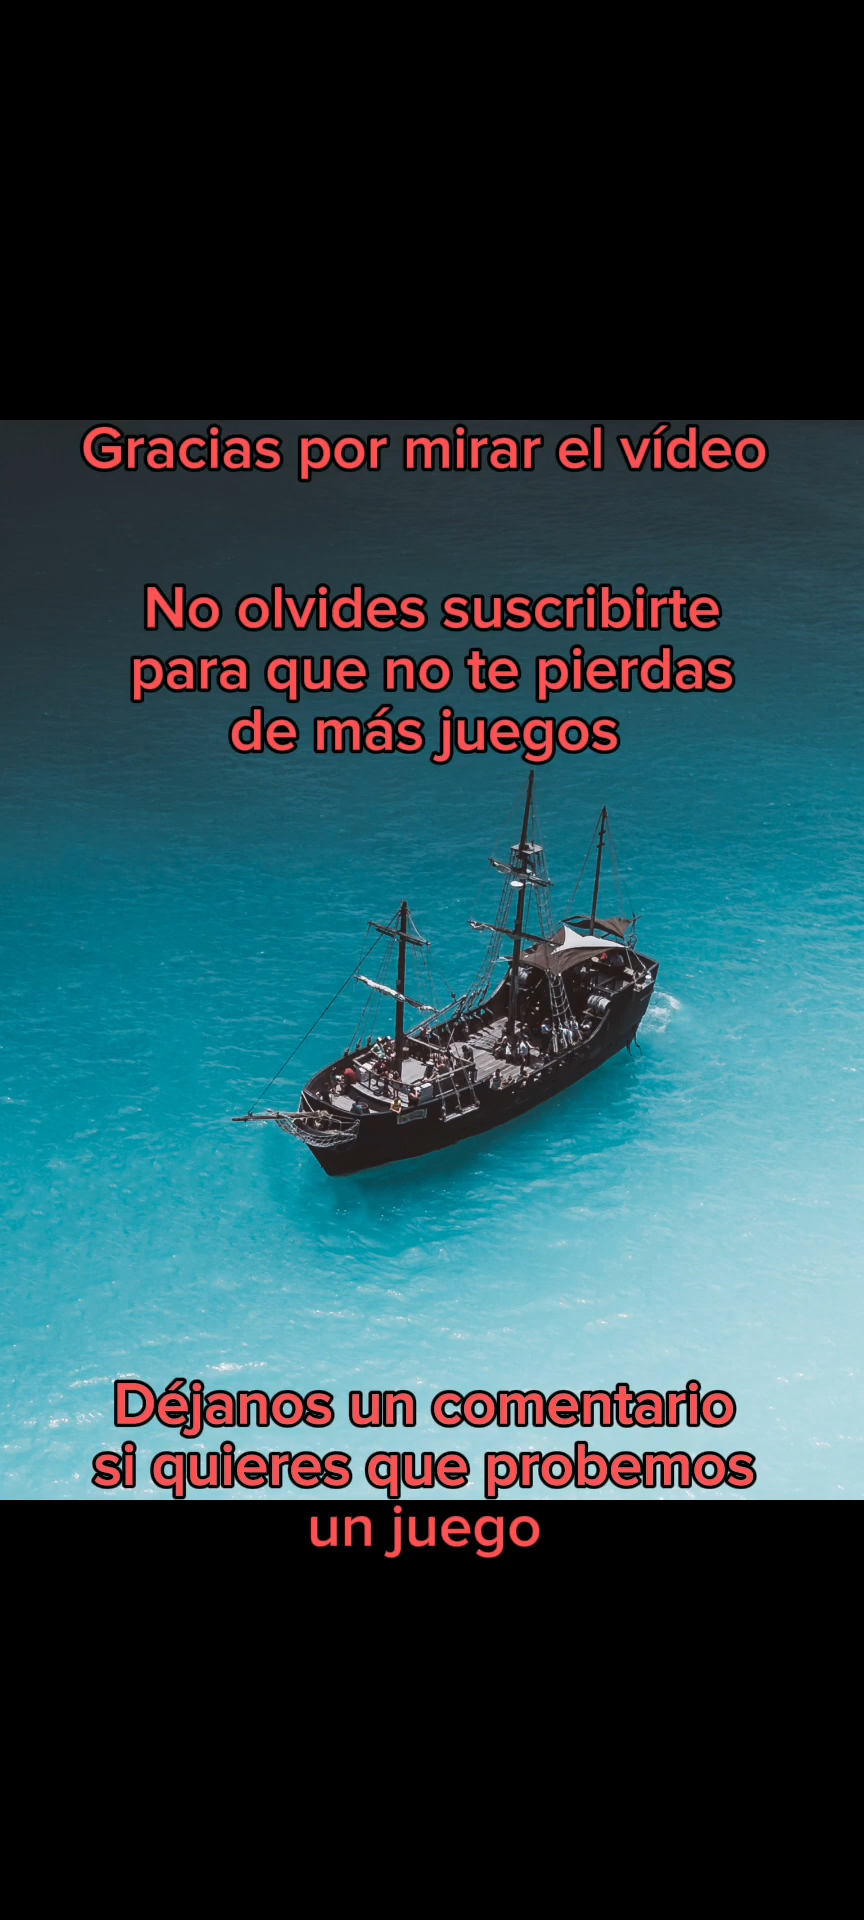 Gracias por mirar el vídeo
No olvides suscribirte
para que no te pierdas
de más juegos
Déjanos un comentario
si quieres que probemos
un juego